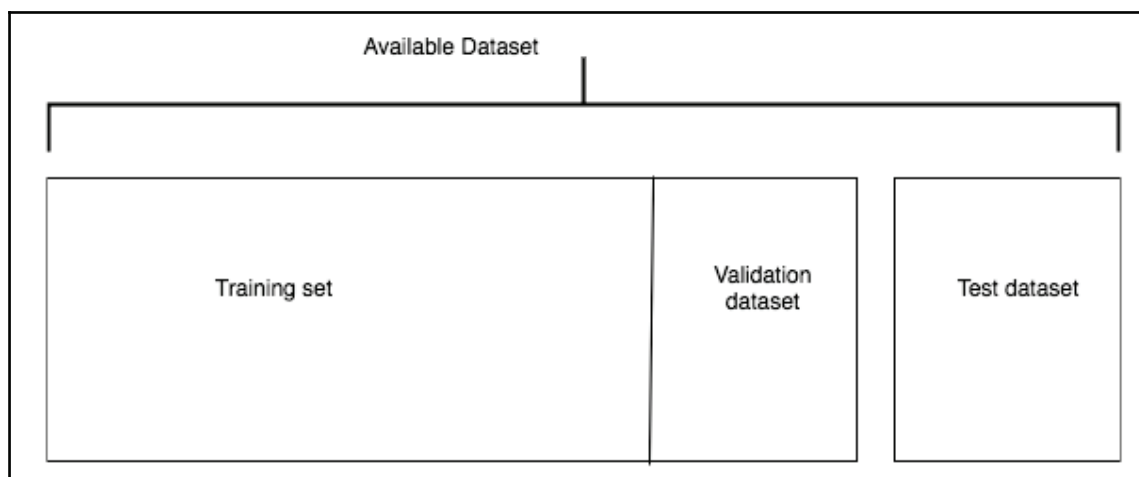 Available Dataset
Training set
Validation
dataset
Test dataset